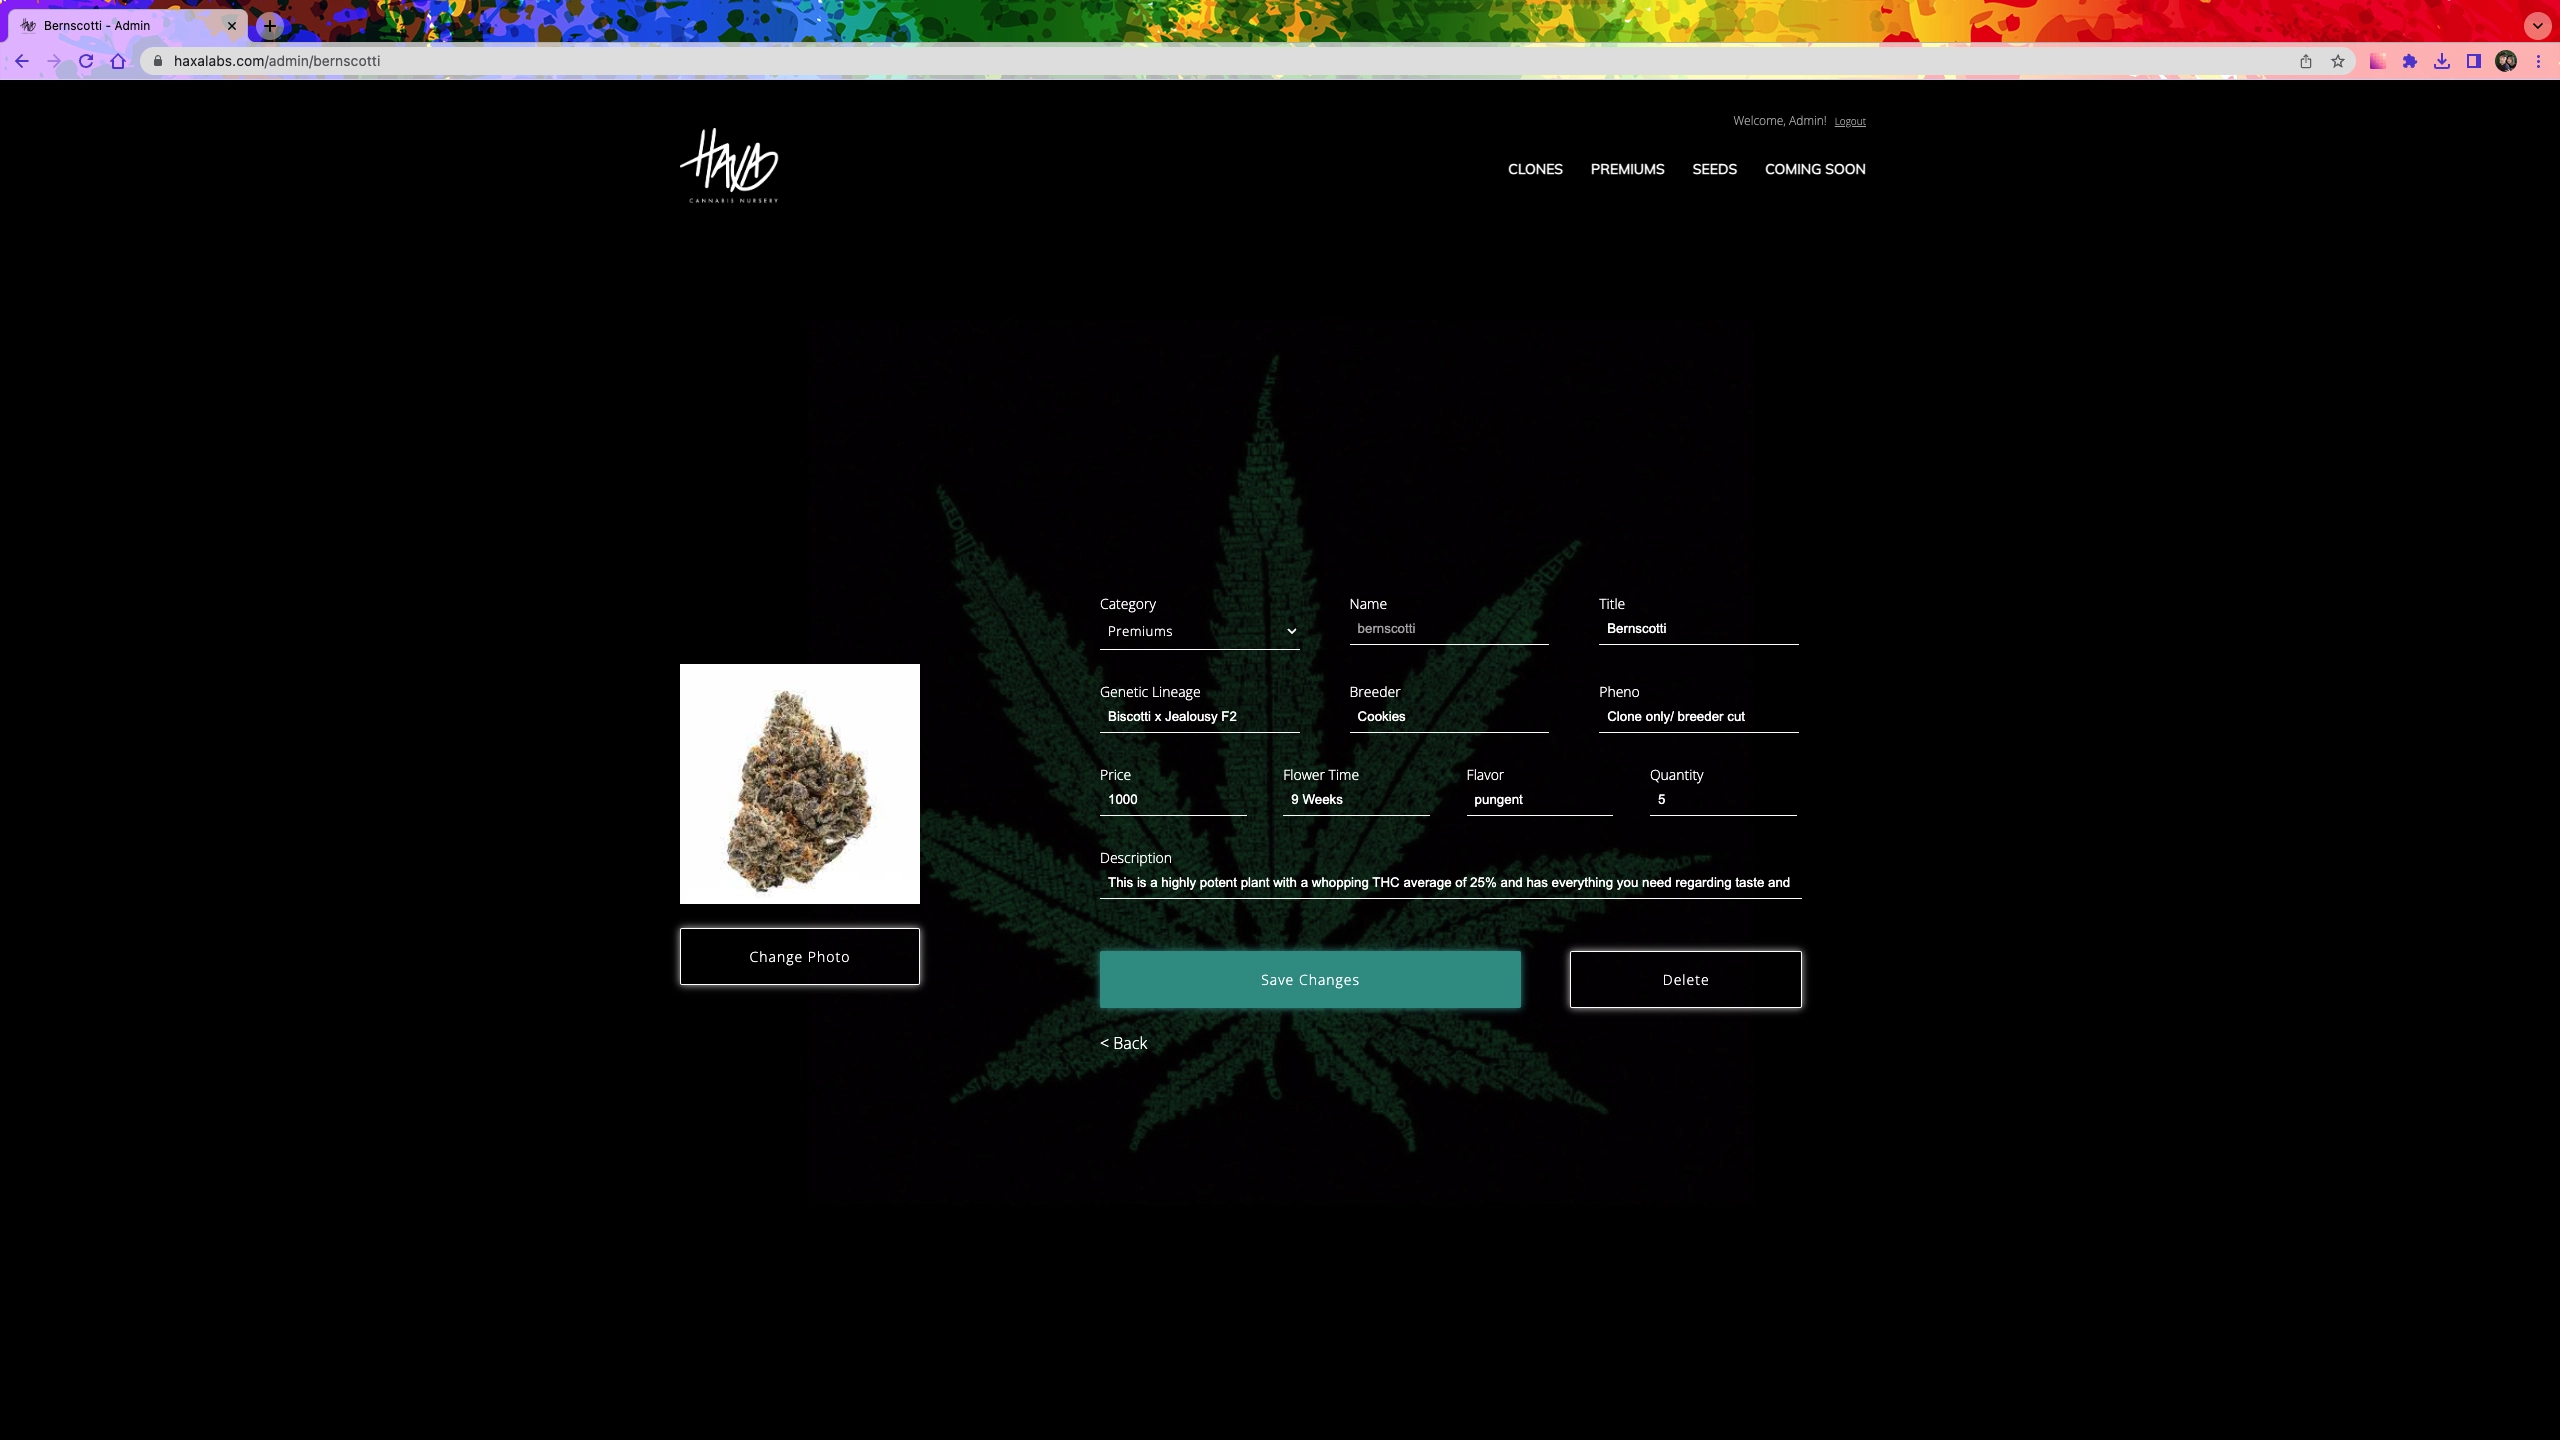 Bernscotti - Admin
haxalabs.com/admin/bernscotti
Welcome, Admin! Logout
HAXA
CANNABIS NURSERY
CLONES PREMIUMS SEEDS COMING SOON
Category Name Title
Premiums bernscotti Bernscotti
Genetic Lineage Breeder Pheno
Biscotti x Jealousy F2 Cookies Clone only/ breeder cut
Price Flower Time Flavor Quantity
1000 9 Weeks pungent 5
Description
This is a highly potent plant with a whopping THC average of 25% and has everything you need regarding taste and
Change Photo
Save Changes Delete
< Back